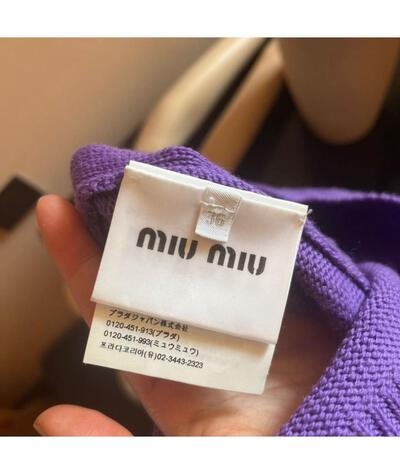 36
miu miu
プラダジャパン株式会社
0120-451-913(プラダ)
0120-451-993(ミュウミュウ)
프라다코리아(유)02-3443-2323